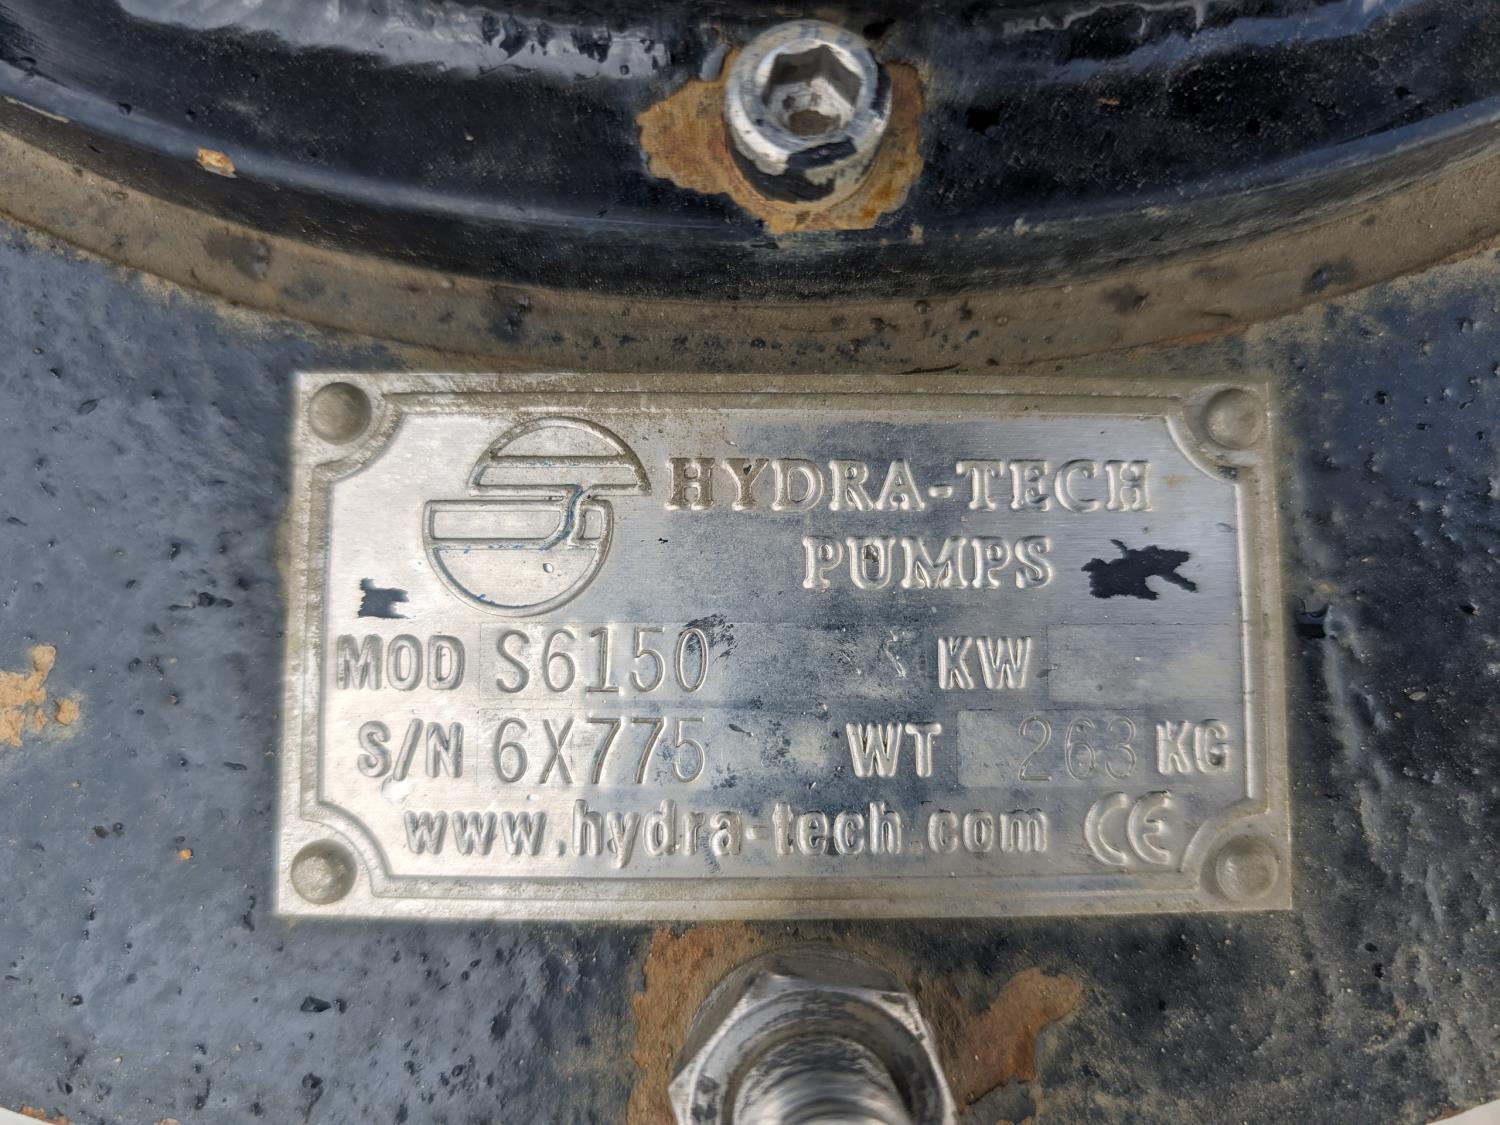 HYDRA-TECH
PUMPS
MOD S6150 KW
S/N 6X775 WT 263 KG
www.hydra-tech.com CE